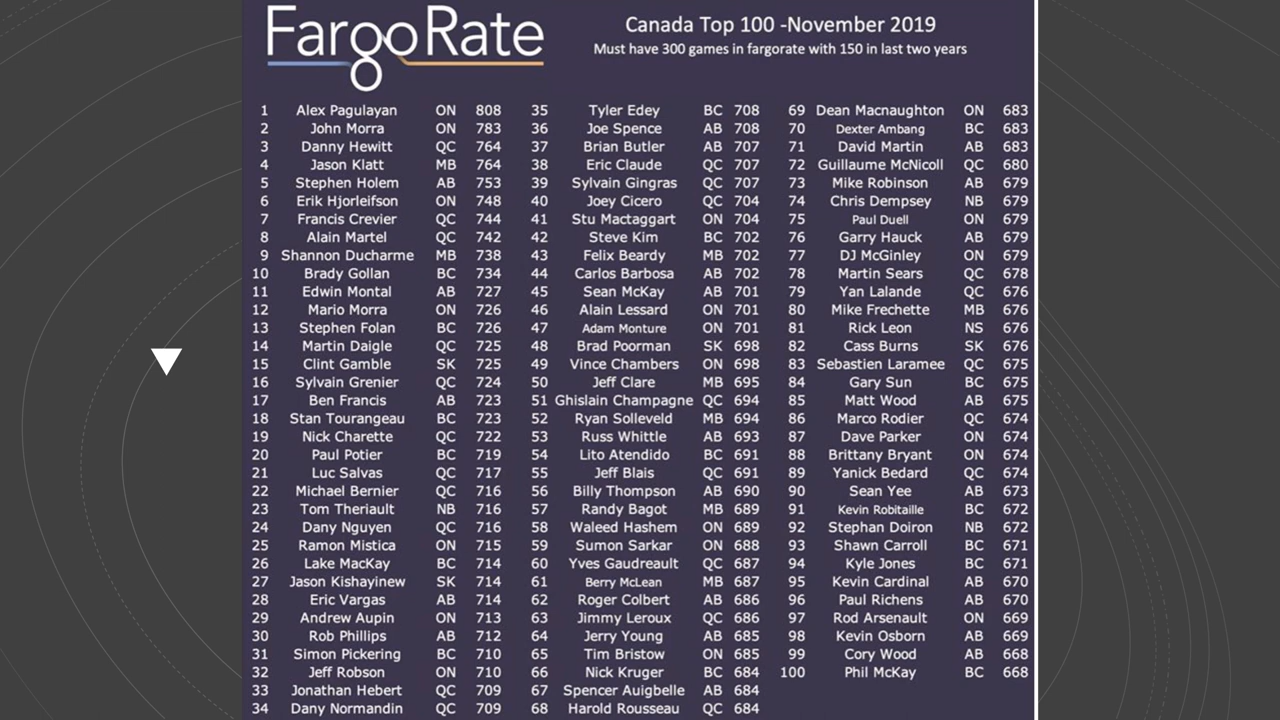 FargoRate
Canada Top 100 -November 2019
Must have 300 games in fargorate with 150 in last two years
1 Alex Pagulayan ON 808
2 John Morra ON 783
3 Danny Hewitt QC 764
4 Jason Klatt MB 764
5 Stephen Holem AB 753
6 Erik Hjorleifson ON 748
7 Francis Crevier QC 744
8 Alain Martel QC 742
9 Shannon Ducharme MB 738
10 Brady Gollan BC 734
11 Edwin Montal AB 727
12 Mario Morra ON 726
13 Stephen Folan BC 726
14 Martin Daigle QC 725
15 Clint Gamble SK 725
16 Sylvain Grenier QC 724
17 Ben Francis AB 723
18 Stan Tourangeau BC 723
19 Nick Charette QC 722
20 Paul Potier BC 719
21 Luc Salvas QC 717
22 Michael Bernier QC 716
23 Tom Theriault NB 716
24 Dany Nguyen QC 716
25 Ramon Mistica ON 715
26 Lake MacKay BC 714
27 Jason Kishayinew SK 714
28 Eric Vargas AB 714
29 Andrew Aupin ON 713
30 Rob Phillips AB 712
31 Simon Pickering BC 710
32 Jeff Robson ON 710
33 Jonathan Hebert QC 709
34 Dany Normandin QC 709
35 Tyler Edey BC 708
36 Joe Spence AB 708
37 Brian Butler AB 707
38 Eric Claude QC 707
39 Sylvain Gingras QC 707
40 Joey Cicero QC 704
41 Stu Mactaggart ON 704
42 Steve Kim BC 702
43 Felix Beardy MB 702
44 Carlos Barbosa AB 702
45 Sean McKay AB 701
46 Alain Lessard ON 701
47 Adam Monture ON 701
48 Brad Poorman SK 698
49 Vince Chambers ON 698
50 Jeff Clare MB 695
51 Ghislain Champagne QC 694
52 Ryan Solleveld MB 694
53 Russ Whittle AB 693
54 Lito Atendido BC 691
55 Jeff Blais QC 691
56 Billy Thompson AB 690
57 Randy Bagot MB 689
58 Waleed Hashem ON 689
59 Sumon Sarkar ON 688
60 Yves Gaudreault QC 687
61 Berry McLean MB 687
62 Roger Colbert AB 686
63 Jimmy Leroux QC 686
64 Jerry Young AB 685
65 Tim Bristow ON 685
66 Nick Kruger BC 684
67 Spencer Auigbelle AB 684
68 Harold Rousseau QC 684
69 Dean Macnaughton ON 683
70 Dexter Ambang BC 683
71 David Martin AB 683
72 Guillaume McNicoll QC 680
73 Mike Robinson AB 679
74 Chris Dempsey NB 679
75 Paul Duell ON 679
76 Garry Hauck AB 679
77 DJ McGinley ON 679
78 Martin Sears QC 678
79 Yan Lalande QC 676
80 Mike Frechette MB 676
81 Rick Leon NS 676
82 Cass Burns SK 676
83 Sebastien Laramee QC 675
84 Gary Sun BC 675
85 Matt Wood AB 675
86 Marco Rodier QC 674
87 Dave Parker ON 674
88 Brittany Bryant ON 674
89 Yanick Bedard QC 674
90 Sean Yee AB 673
91 Kevin Robitaille BC 672
92 Stephan Doiron NB 672
93 Shawn Carroll BC 671
94 Kyle Jones BC 671
95 Kevin Cardinal AB 670
96 Paul Richens AB 670
97 Rod Arsenault ON 669
98 Kevin Osborn AB 669
99 Cory Wood AB 668
100 Phil McKay BC 668